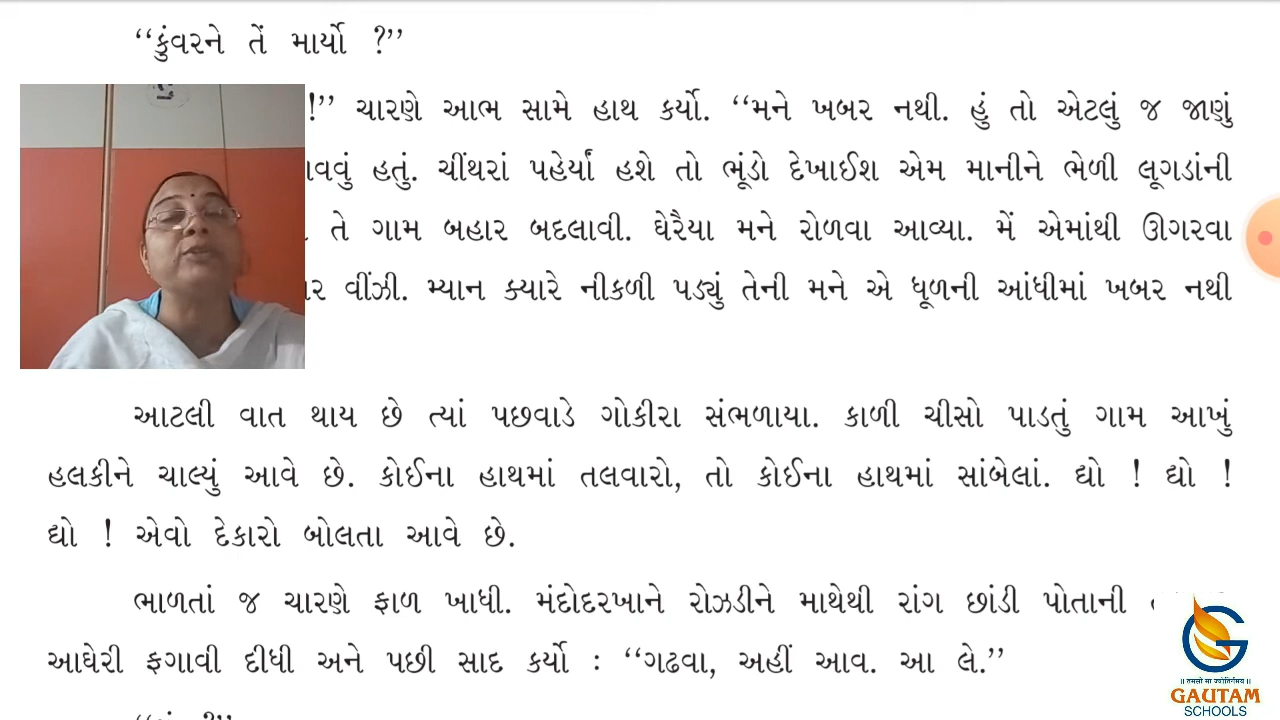 “કુંવરને તેં માર્યો ?”
!” ચારણે આભ સામે હાથ કર્યો. “મને ખબર નથી. હું તો એટલું જ જાણું
હતું. ચીંથરાં પહેર્યાં હશે તો ભૂંડો દેખાઈશ એમ માનીને ભેળી લૂગડાંની
તે ગામ બહાર બદલાવી. ઘેરૈયા મને રોળવા આવ્યા. મેં એમાંથી ઊગરવા
વીંઝી. મ્યાન ક્યારે નીકળી પડ્યું તેની મને એ ધૂળની આંધીમાં ખબર નથી
આટલી વાત થાય છે ત્યાં પછવાડે ગોકીરા સંભળાયા. કાળી ચીસો પાડતું ગામ આખું
હલકીને ચાલ્યું આવે છે. કોઈના હાથમાં તલવારો, તો કોઈના હાથમાં સાંબેલાં. દ્યો ! દ્યો !
દ્યો ! એવો દેકારો બોલતા આવે છે.
ભાળતાં જ ચારણે ફાળ ખાધી. મંદોદરખાને રોઝડીને માથેથી રાંગ છાંડી પોતાની
આઘેરી ફગાવી દીધી અને પછી સાદ કર્યો : “ગઢવા, અહીં આવ. આ લે.”
॥ તમસો મા જ્યોતિર્ગમય ॥
GAUTAM
SCHOOLS